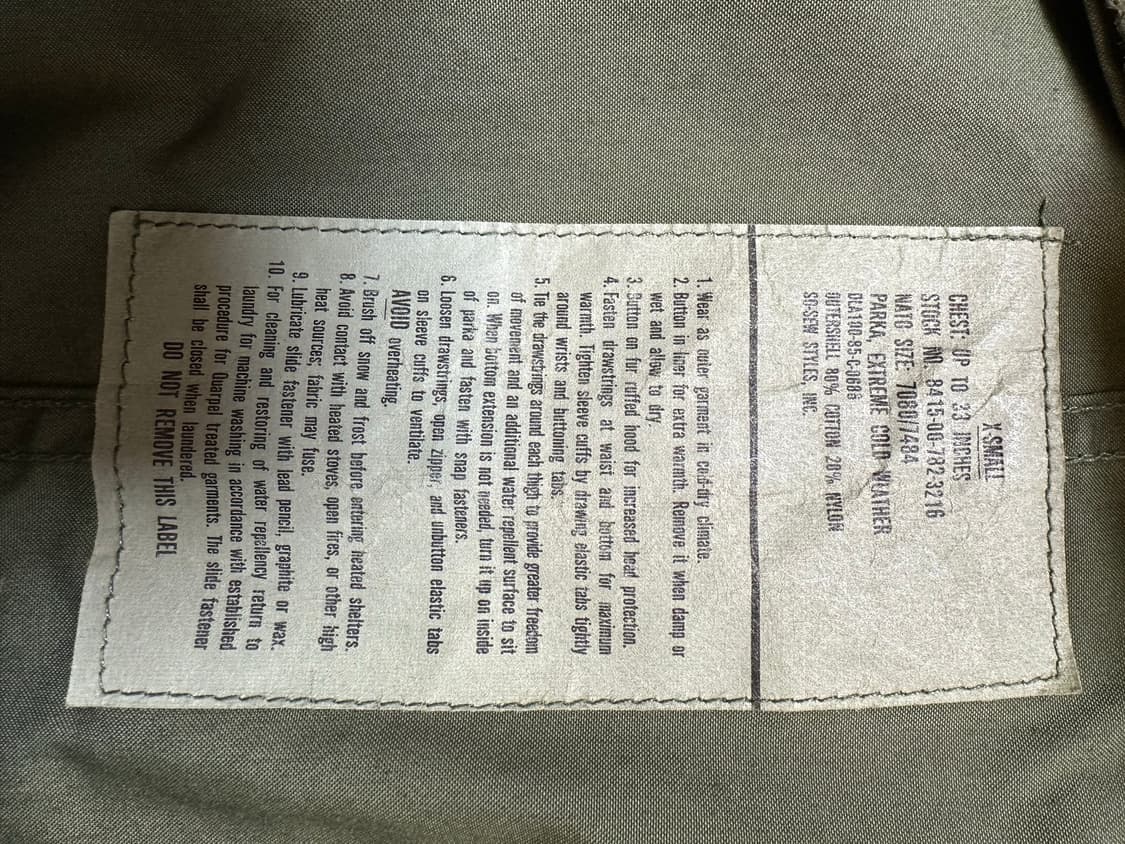 X-SMALL
CHEST: UP TO 33 INCHES
STOCK NO. 8415-00-782-3216
NATO SIZE: 7080/7484
PARKA, EXTREME COLD WEATHER
DLA100-85-C-
OUTERSHELL 80% COTTON 20% NYLON
SO-SEW STYLES, INC.
1. Wear as outer garment in cold-dry climate.
2. Button in liner for extra warmth. Remove it when damp or
wet and allow to dry.
3. Button on fur ruffed hood for increased head protection.
4. Fasten drawstrings at waist and bottom for maximum
warmth. Tighten sleeve cuffs by drawing elastic tabs tightly
around wrists and buttoning tabs.
5. Tie the drawstrings around each thigh to provide greater freedom
of movement and an additional water repellent surface to sit
on. When bottom extension is not needed, turn it up on inside
of parka and fasten with snap fasteners.
6. Loosen drawstrings, open zipper, and unbutton elastic tabs
on sleeve cuffs to ventilate.
AVOID overheating.
7. Brush off snow and frost before entering heated shelters.
8. Avoid contact with heated stoves, open fires, or other high
heat sources; fabric may fuse.
9. Lubricate slide fastener with lead pencil, graphite or wax.
10. For cleaning and restoring of water repellency return to
laundry for machine washing in accordance with established
procedure for Quarpel treated garments. The slide fastener
shall be closed when laundered.
DO NOT REMOVE THIS LABEL